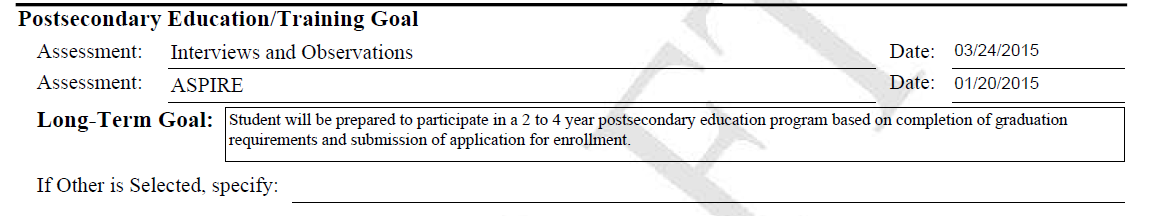 Postsecondary Education/Training Goal
Assessment: Interviews and Observations Date: 03/24/2015
Assessment: ASPIRE Date: 01/20/2015
Long-Term Goal: Student will be prepared to participate in a 2 to 4 year postsecondary education program based on completion of graduation
requirements and submission of application for enrollment.
If Other is Selected, specify: